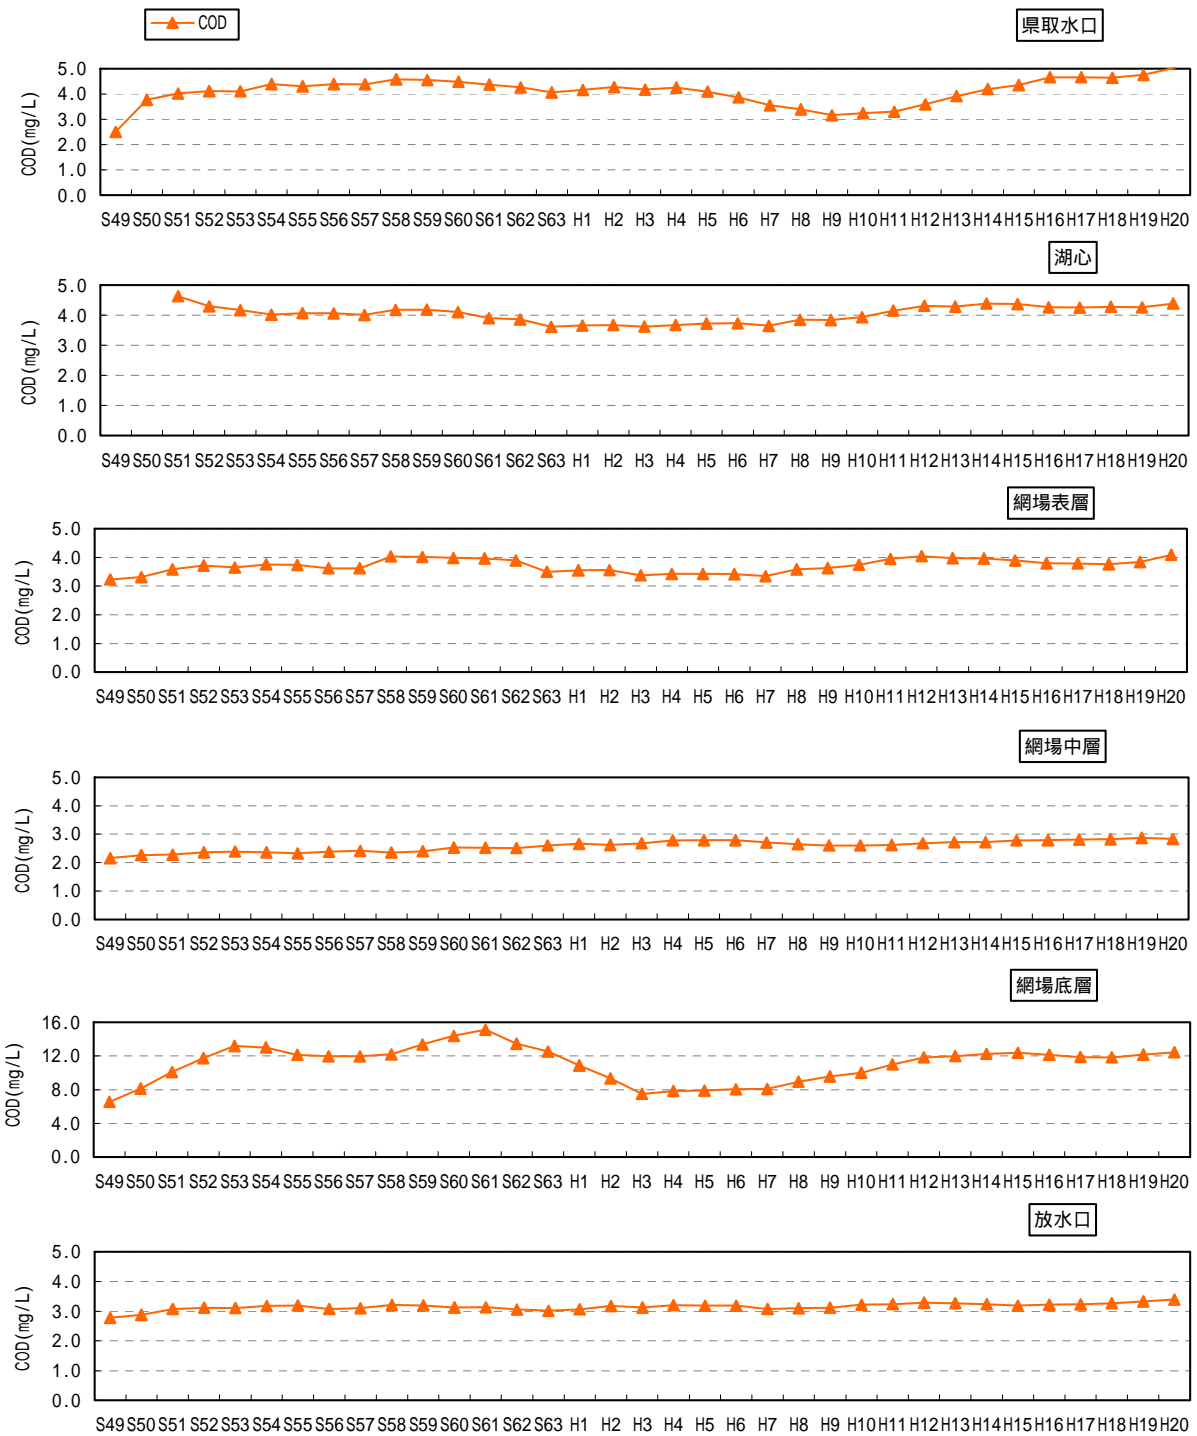 COD
県取水口
COD(mg/L)
5.0
4.0
3.0
2.0
1.0
0.0
S49 S50 S51 S52 S53 S54 S55 S56 S57 S58 S59 S60 S61 S62 S63 H1 H2 H3 H4 H5 H6 H7 H8 H9 H10 H11 H12 H13 H14 H15 H16 H17 H18 H19 H20
湖心
COD(mg/L)
5.0
4.0
3.0
2.0
1.0
0.0
S49 S50 S51 S52 S53 S54 S55 S56 S57 S58 S59 S60 S61 S62 S63 H1 H2 H3 H4 H5 H6 H7 H8 H9 H10 H11 H12 H13 H14 H15 H16 H17 H18 H19 H20
網場表層
COD(mg/L)
5.0
4.0
3.0
2.0
1.0
0.0
S49 S50 S51 S52 S53 S54 S55 S56 S57 S58 S59 S60 S61 S62 S63 H1 H2 H3 H4 H5 H6 H7 H8 H9 H10 H11 H12 H13 H14 H15 H16 H17 H18 H19 H20
網場中層
COD(mg/L)
5.0
4.0
3.0
2.0
1.0
0.0
S49 S50 S51 S52 S53 S54 S55 S56 S57 S58 S59 S60 S61 S62 S63 H1 H2 H3 H4 H5 H6 H7 H8 H9 H10 H11 H12 H13 H14 H15 H16 H17 H18 H19 H20
網場底層
COD(mg/L)
16.0
12.0
8.0
4.0
0.0
S49 S50 S51 S52 S53 S54 S55 S56 S57 S58 S59 S60 S61 S62 S63 H1 H2 H3 H4 H5 H6 H7 H8 H9 H10 H11 H12 H13 H14 H15 H16 H17 H18 H19 H20
放水口
COD(mg/L)
5.0
4.0
3.0
2.0
1.0
0.0
S49 S50 S51 S52 S53 S54 S55 S56 S57 S58 S59 S60 S61 S62 S63 H1 H2 H3 H4 H5 H6 H7 H8 H9 H10 H11 H12 H13 H14 H15 H16 H17 H18 H19 H20